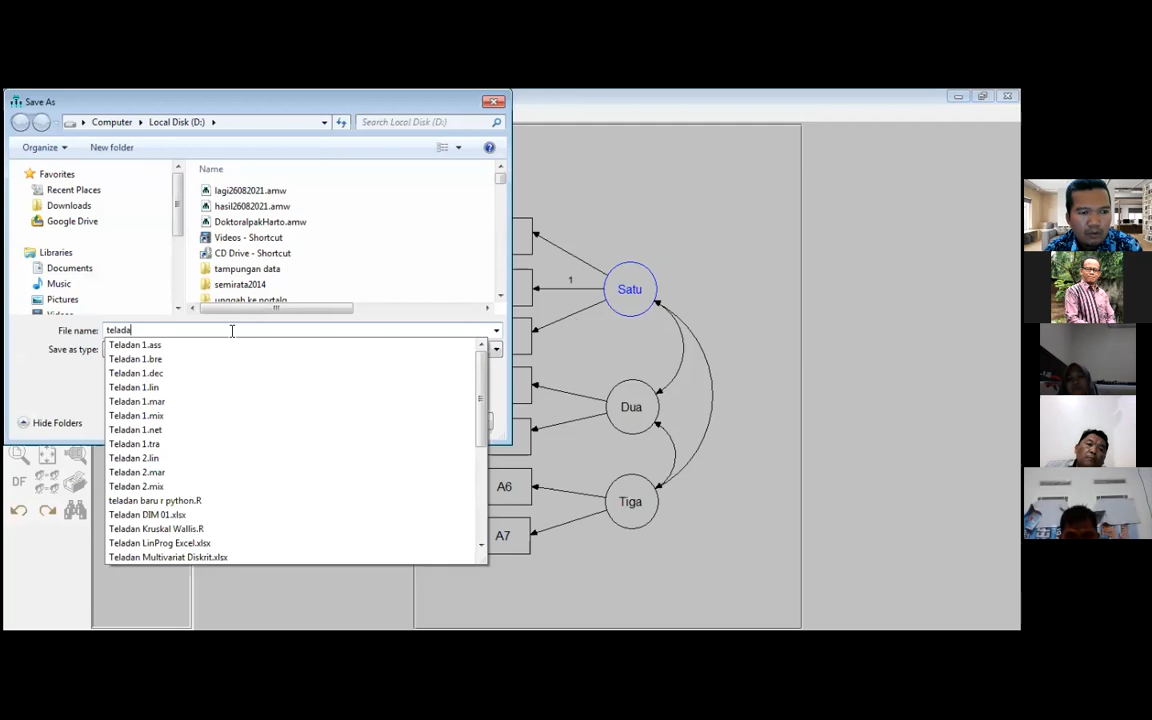 Save As
Computer
Local Disk (D:)
Search Local Disk (D:)
Organize
New folder
Favorites
Recent Places
Downloads
Google Drive
Libraries
Documents
Music
Pictures
Name
lagi26082021.amw
hasil26082021.amw
DoktoralpakHarto.amw
Videos - Shortcut
CD Drive - Shortcut
tampungan data
semirata2014
File name:
telada
Save as type:
Teladan 1.ass
Teladan 1.bre
Teladan 1.dec
Teladan 1.lin
Teladan 1.mar
Teladan 1.mix
Teladan 1.net
Teladan 1.tra
Teladan 2.lin
Teladan 2.mar
Teladan 2.mix
teladan baru r python.R
Teladan DIM 01.xlsx
Teladan Kruskal Wallis.R
Teladan LinProg Excel.xlsx
Teladan Multivariat Diskrit.xlsx
Hide Folders
DF
1
Satu
Dua
Tiga
A6
A7